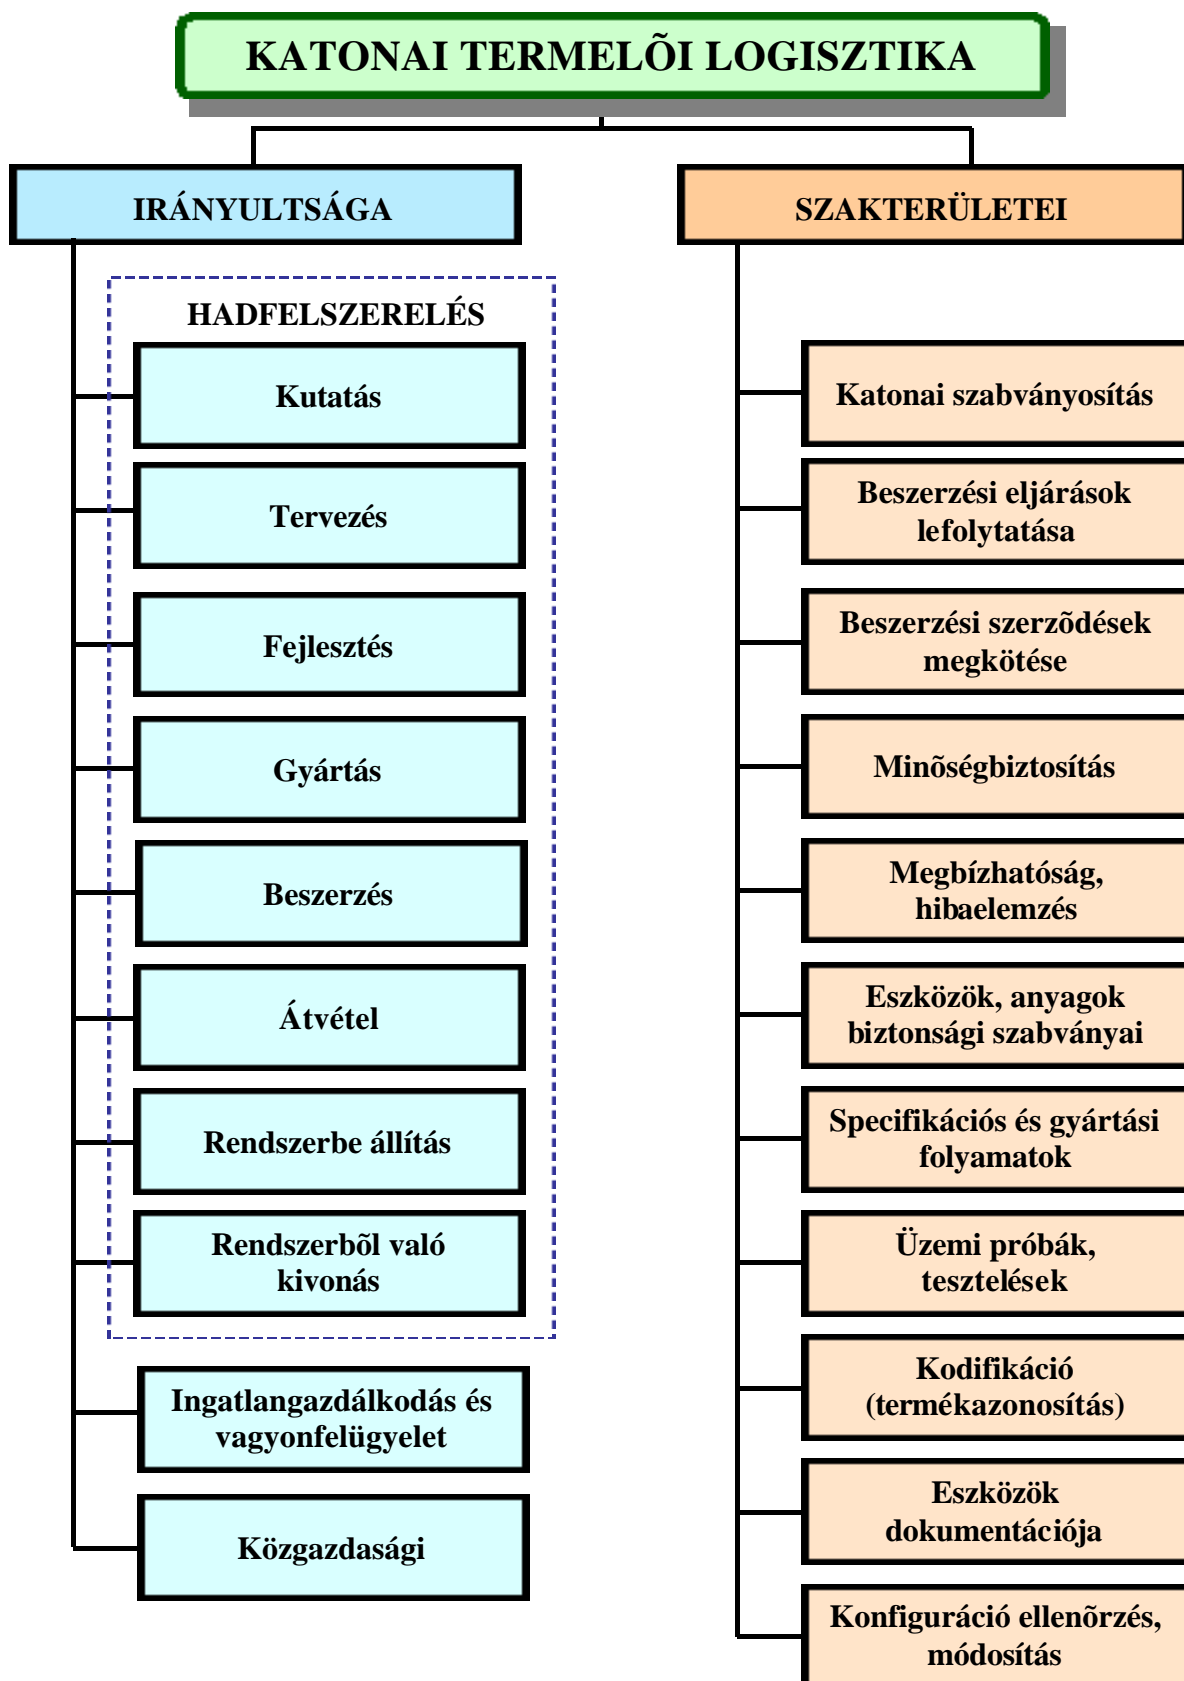 KATONAI TERMELÕI LOGISZTIKA
IRÁNYULTSÁGA
HADFELSZERELÉS
Kutatás
Tervezés
Fejlesztés
Gyártás
Beszerzés
Átvétel
Rendszerbe állítás
Rendszerbõl való
kivonás
Ingatlangazdálkodás és
vagyonfelügyelet
Közgazdasági
SZAKTERÜLETEI
Katonai szabványosítás
Beszerzési eljárások
lefolytatása
Beszerzési szerzõdések
megkötése
Minõségbiztosítás
Megbízhatóság,
hibaelemzés
Eszközök, anyagok
biztonsági szabványai
Specifikációs és gyártási
folyamatok
Üzemi próbák,
tesztelések
Kodifikáció
(termékazonosítás)
Eszközök
dokumentációja
Konfiguráció ellenõrzés,
módosítás